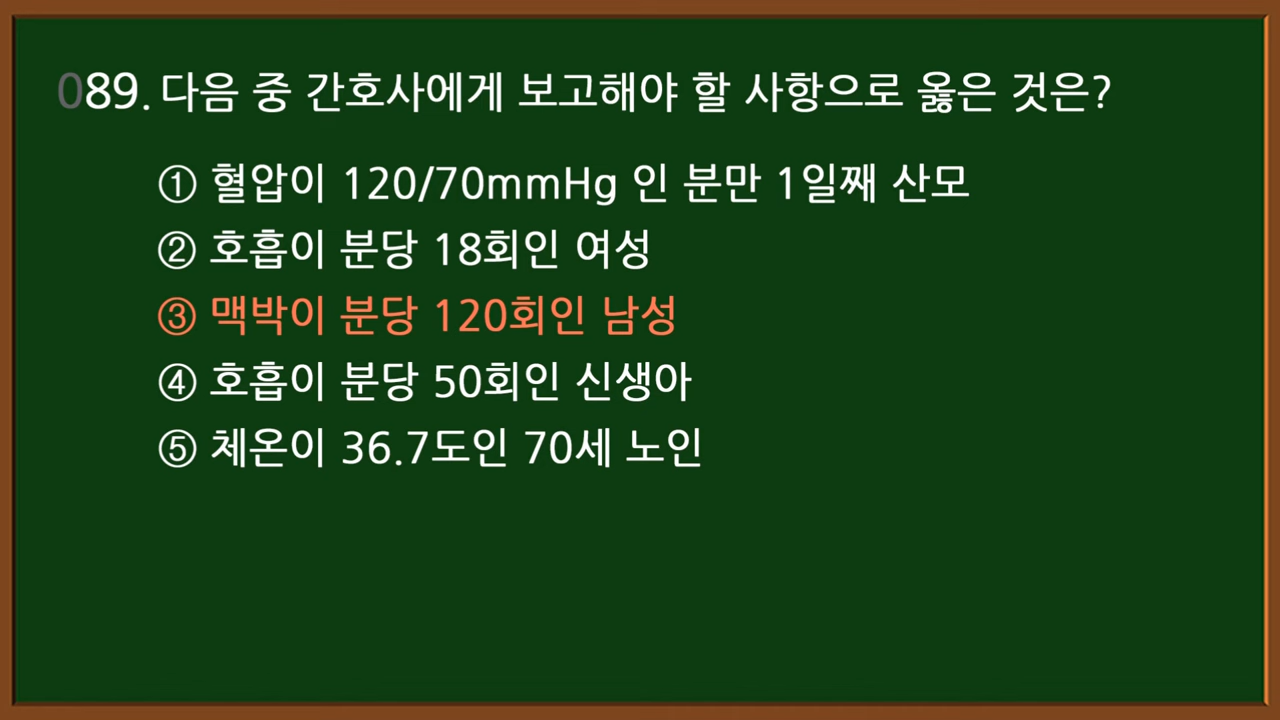 089. 다음 중 간호사에게 보고해야 할 사항으로 옳은 것은?
① 혈압이 120/70mmHg 인 분만 1일째 산모
② 호흡이 분당 18회인 여성
③ 맥박이 분당 120회인 남성
④ 호흡이 분당 50회인 신생아
⑤ 체온이 36.7도인 70세 노인